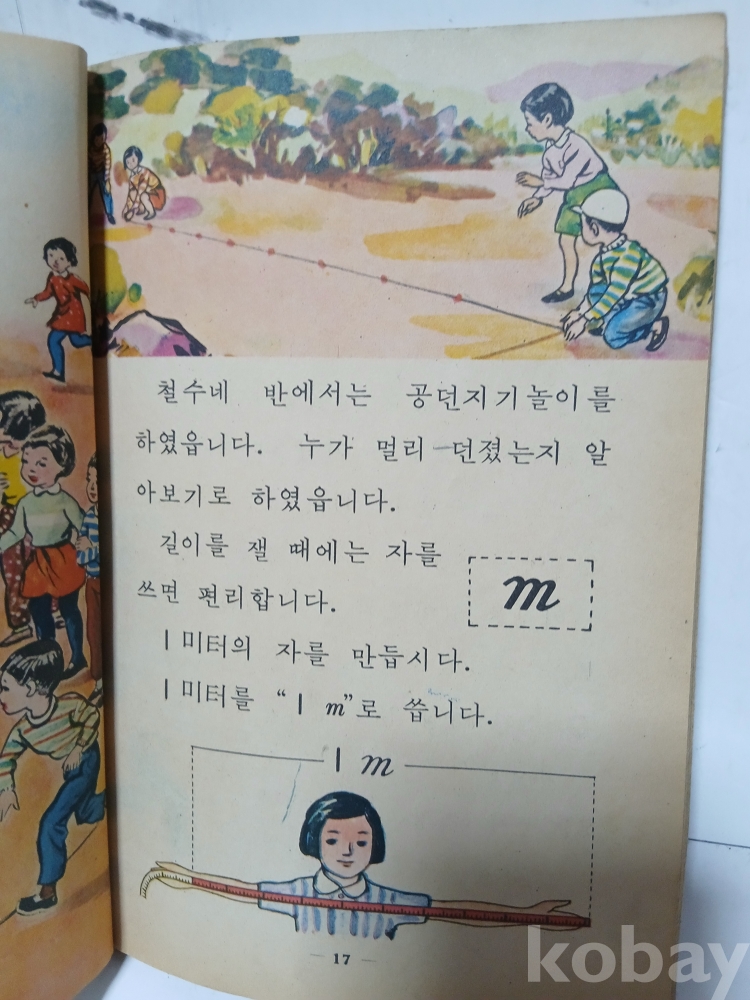 철수네 반에서는 공던지기놀이를
하였읍니다. 누가 멀리 던졌는지 알
아보기로 하였읍니다.
길이를 잴 때에는 자를
쓰면 편리합니다.
m
1미터의 자를 만듭시다.
1미터를 “1 m”로 씁니다.
1 m
— 17 —
kobay